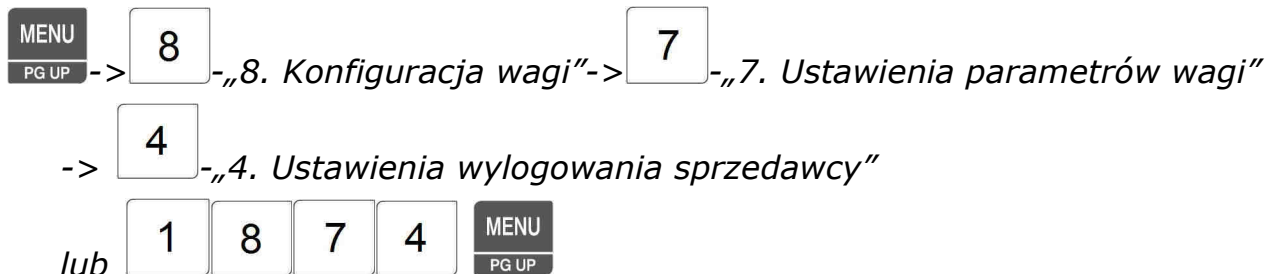 MENU PG UP -> 8 -„8. Konfiguracja wagi”-> 7 -„7. Ustawienia parametrów wagi”
-> 4 -„4. Ustawienia wylogowania sprzedawcy”
lub 1 8 7 4 MENU PG UP